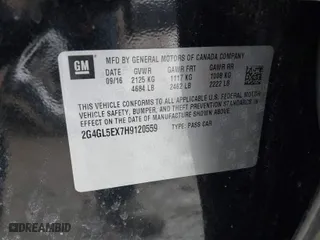 GM
MFD BY GENERAL MOTORS OF CANADA COMPANY
DATE GVWR GAWR FRT GAWR RR
09/16 2125 KG 1117 KG 1008 KG
4684 LB 2462 LB 2222 LB
THIS VEHICLE CONFORMS TO ALL APPLICABLE U.S. FEDERAL MOTOR
VEHICLE SAFETY, BUMPER, AND THEFT PREVENTION STANDARDS
IN EFFECT ON THE DATE OF MANUFACTURE SHOWN ABOVE.
2G4GL5EX7H9120559 TYPE: PASS CAR